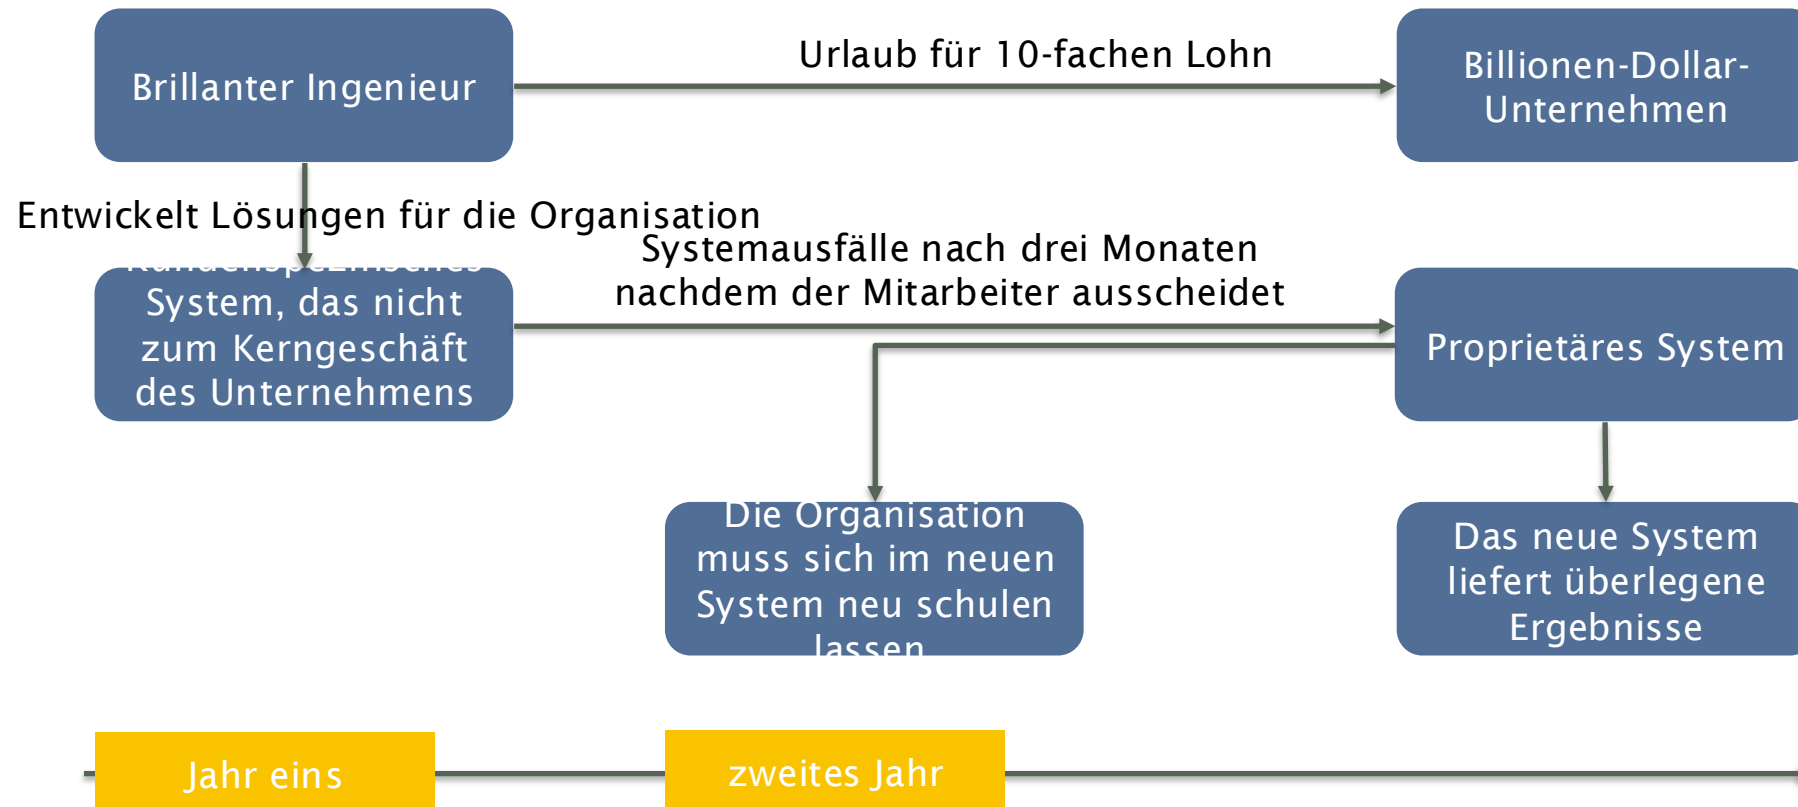 Brillanter Ingenieur
Urlaub für 10-fachen Lohn
Billionen-Dollar-
Unternehmen
Entwickelt Lösungen für die Organisation
Systemausfälle nach drei Monaten
nachdem der Mitarbeiter ausscheidet
Kundenspezifisches
System, das nicht
zum Kerngeschäft
des Unternehmens
Proprietäres System
Die Organisation
muss sich im neuen
System neu schulen
lassen
Das neue System
liefert überlegene
Ergebnisse
Jahr eins
zweites Jahr